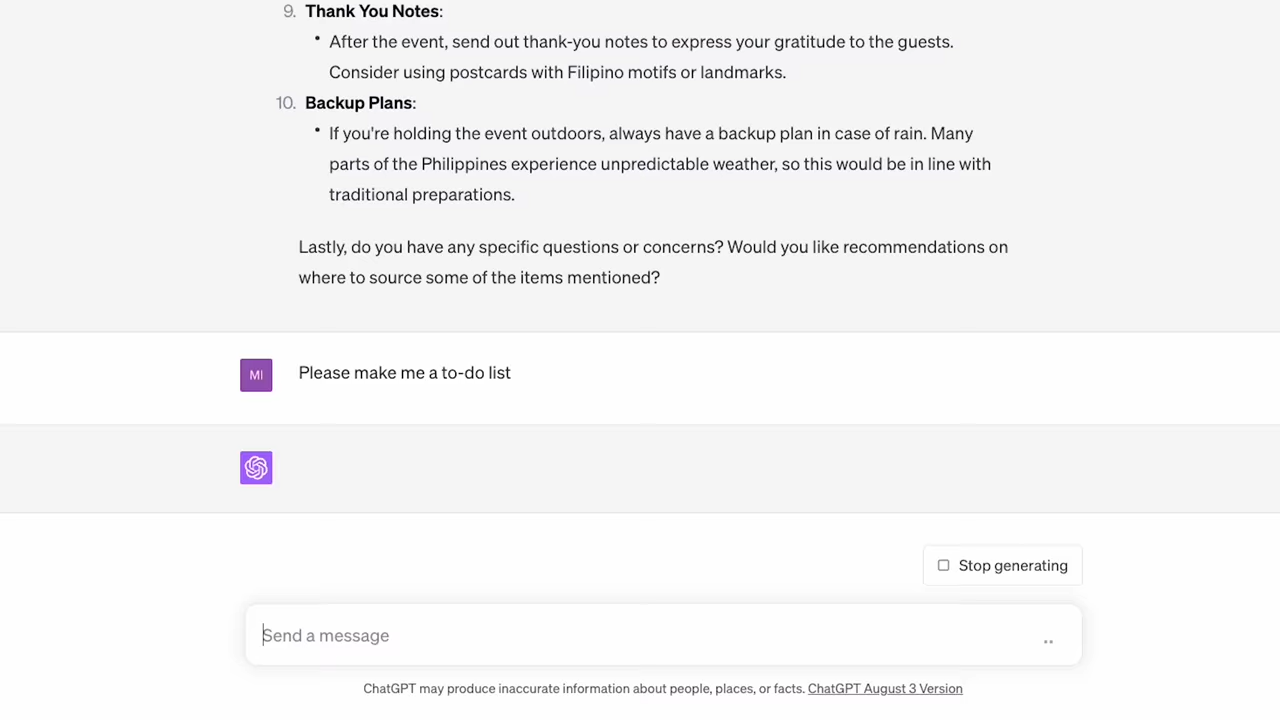 9. Thank You Notes:
• After the event, send out thank-you notes to express your gratitude to the guests.
Consider using postcards with Filipino motifs or landmarks.
10. Backup Plans:
• If you're holding the event outdoors, always have a backup plan in case of rain. Many
parts of the Philippines experience unpredictable weather, so this would be in line with
traditional preparations.
Lastly, do you have any specific questions or concerns? Would you like recommendations on
where to source some of the items mentioned?
MI Please make me a to-do list
Stop generating
Send a message
ChatGPT may produce inaccurate information about people, places, or facts. ChatGPT August 3 Version